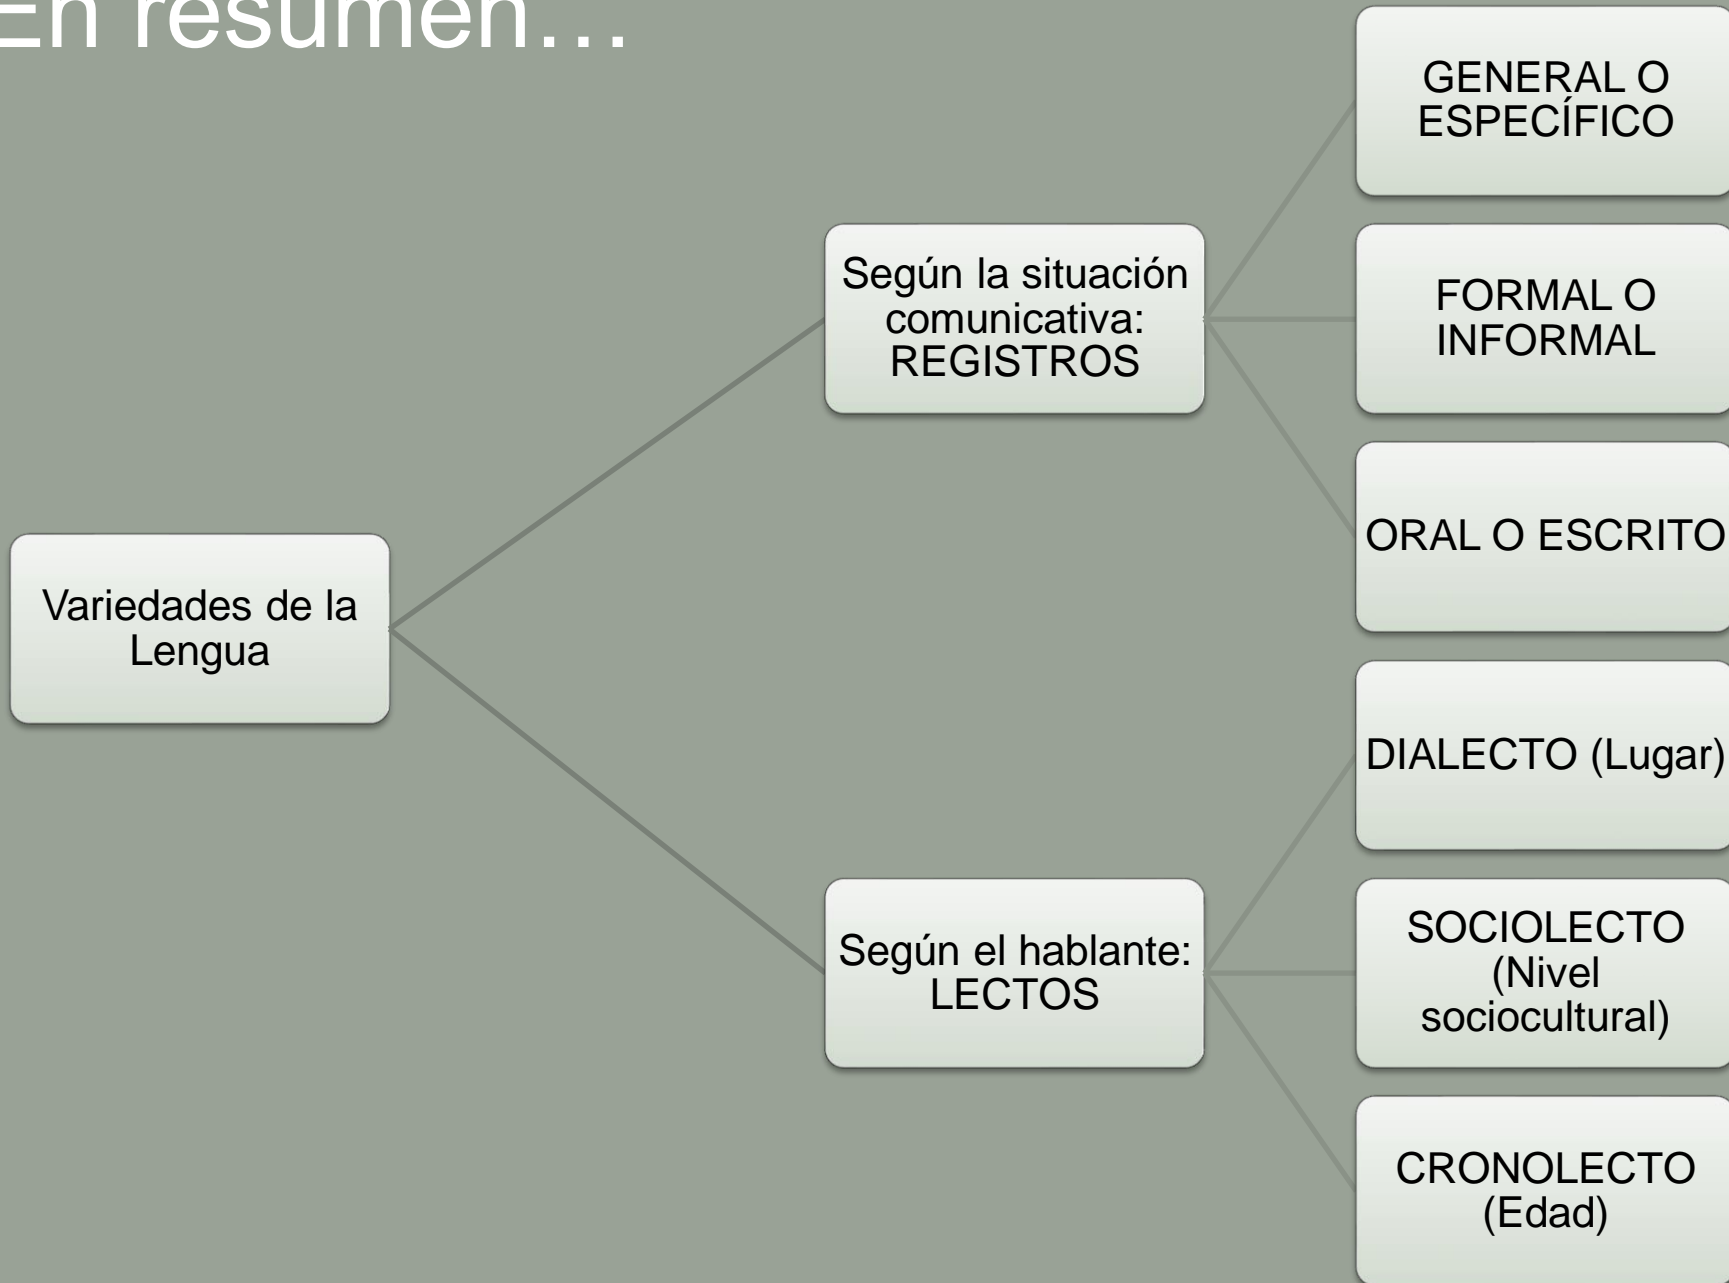 En resumen…
GENERAL O
ESPECÍFICO
Según la situación
comunicativa:
REGISTROS
FORMAL O
INFORMAL
ORAL O ESCRITO
Variedades de la
Lengua
DIALECTO (Lugar)
Según el hablante:
LECTOS
SOCIOLECTO
(Nivel
sociocultural)
CRONOLECTO
(Edad)